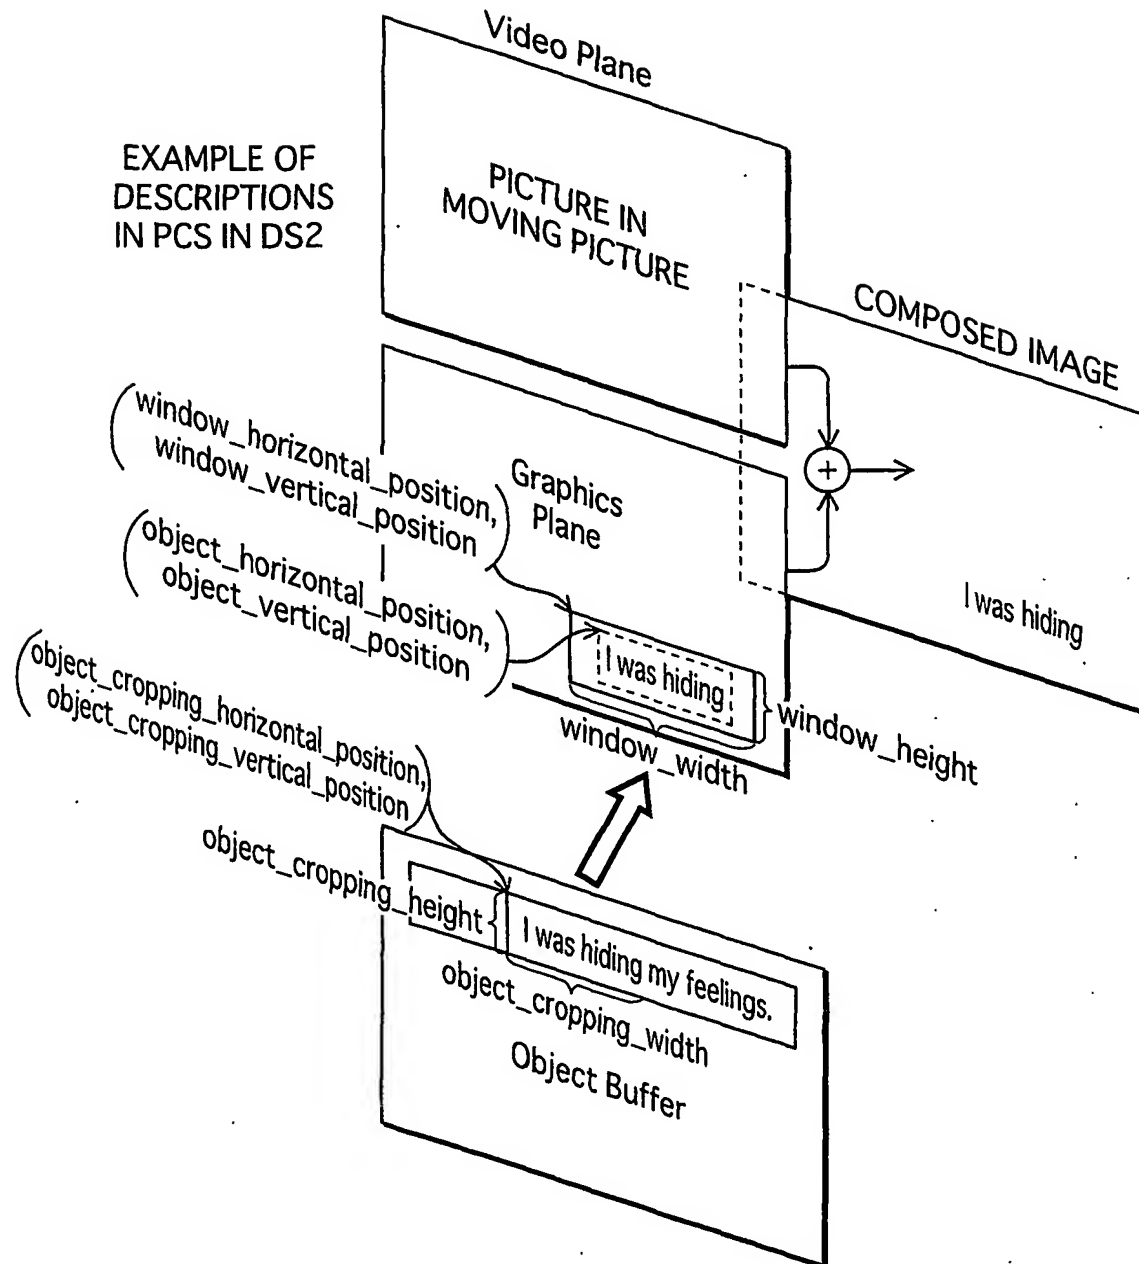 Video Plane
EXAMPLE OF
DESCRIPTIONS
IN PCS IN DS2
PICTURE IN
MOVING PICTURE
COMPOSED IMAGE
(window_horizontal_position,
window_vertical_position)
Graphics
Plane
+
(object_horizontal_position,
object_vertical_position)
I was hiding
I was hiding
window_height
window_width
(object_cropping_horizontal_position,
object_cropping_vertical_position)
object_cropping_height
I was hiding my feelings.
object_cropping_width
Object Buffer